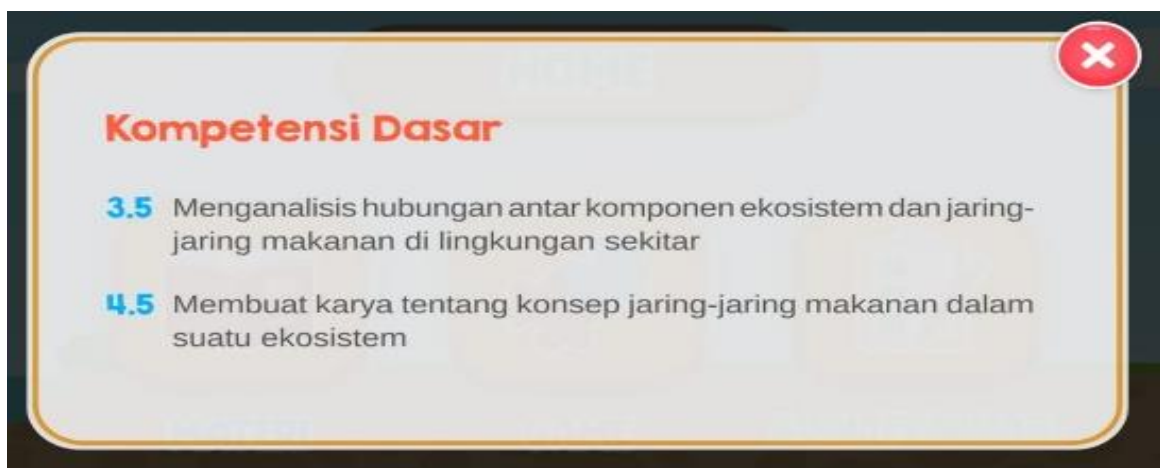 Kompetensi Dasar
3.5 Menganalisis hubungan antar komponen ekosistem dan jaring-
jaring makanan di lingkungan sekitar
4.5 Membuat karya tentang konsep jaring-jaring makanan dalam
suatu ekosistem